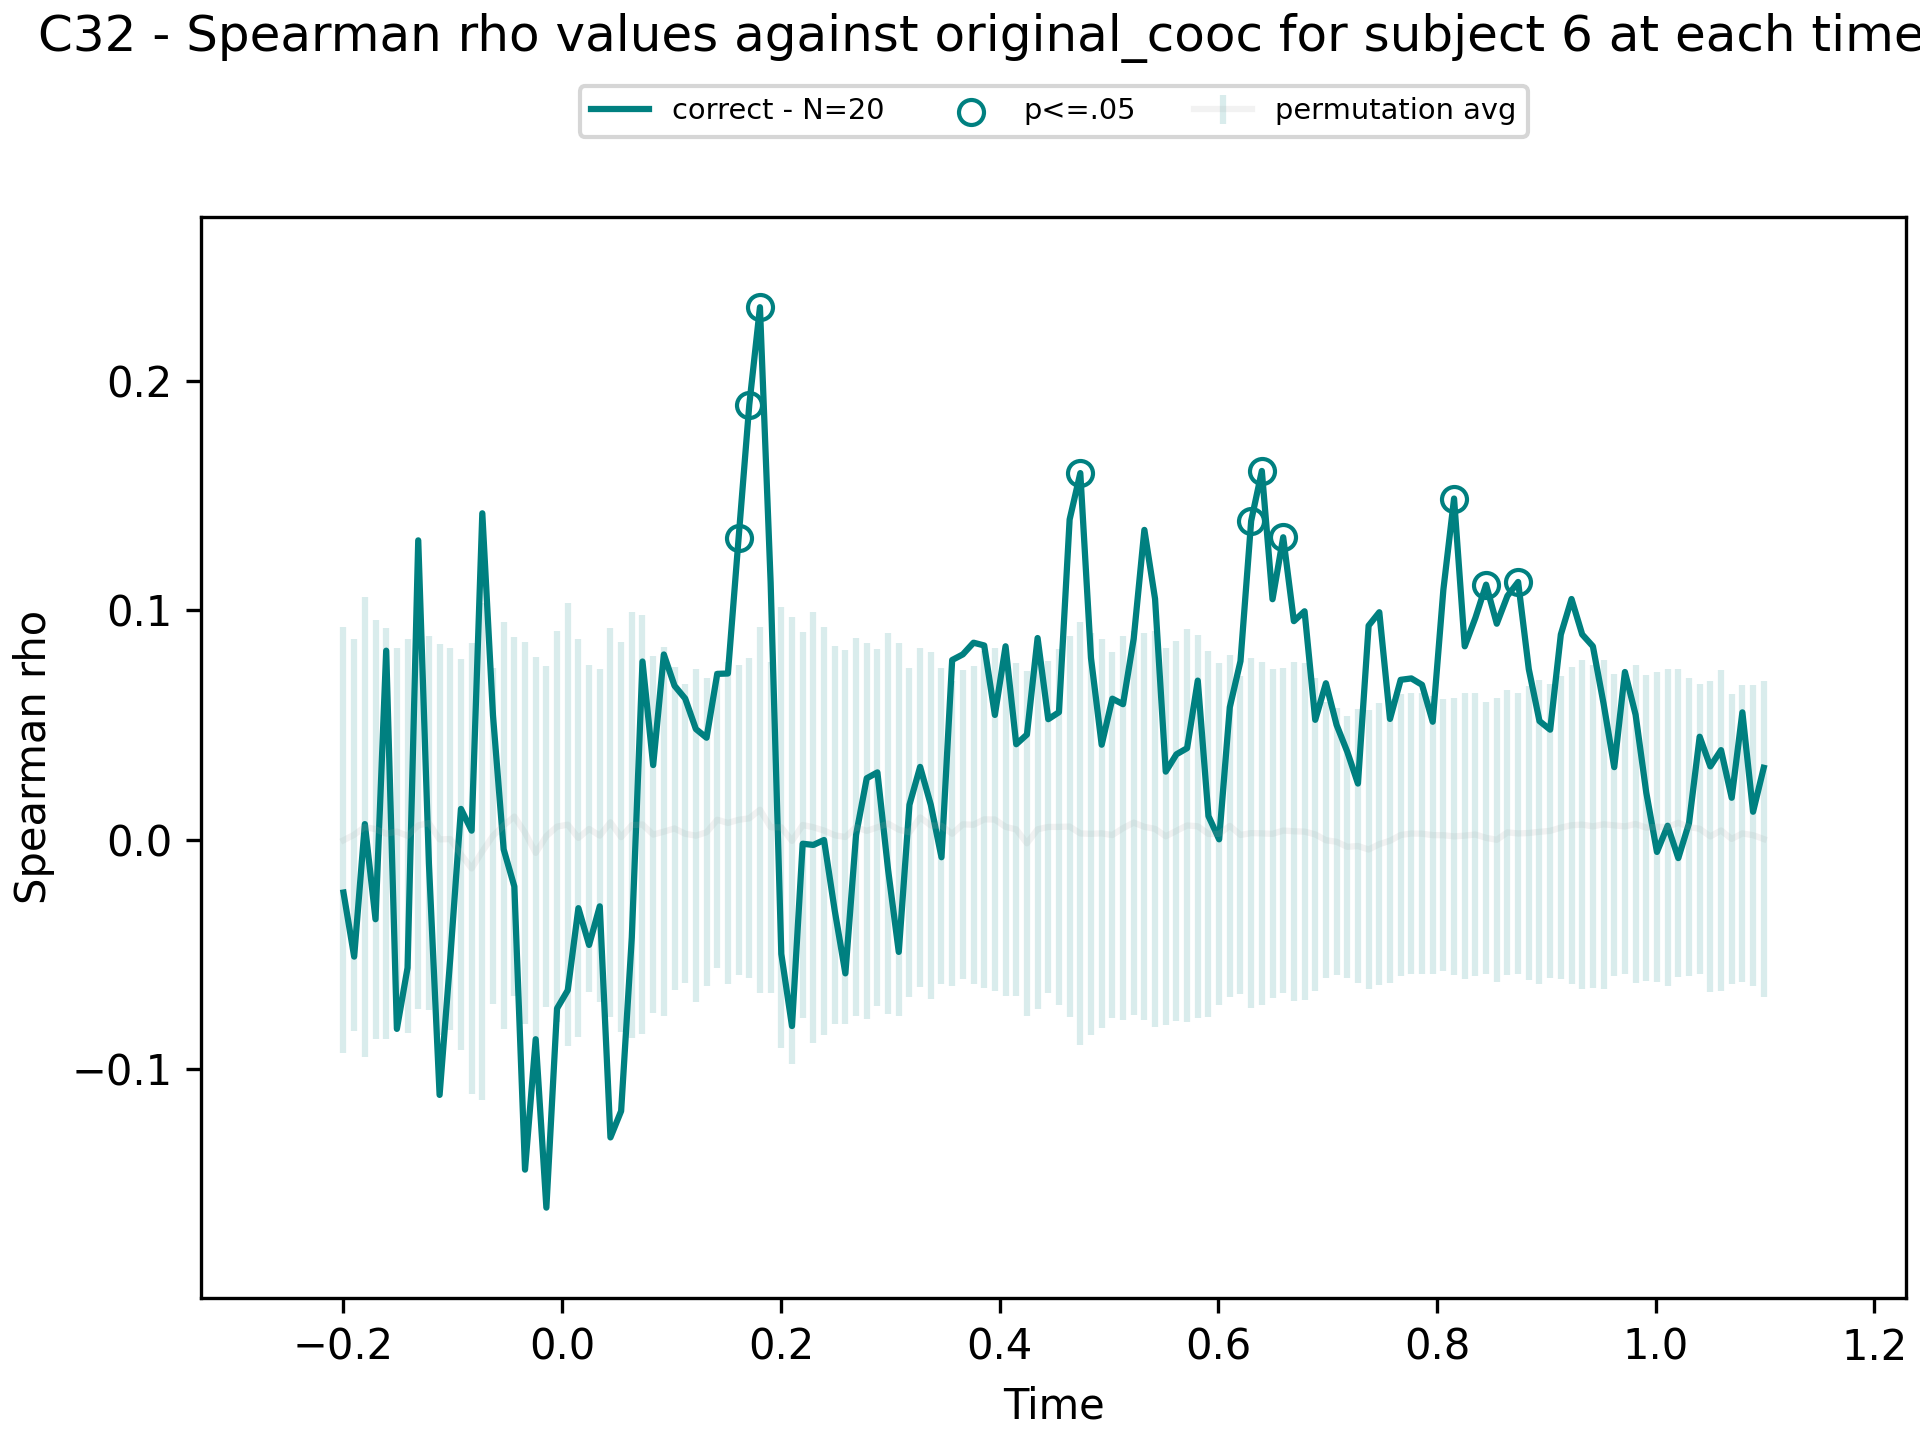 C32 - Spearman rho values against original_cooc for subject 6 at each time
correct - N=20 p<=.05 permutation avg
Spearman rho
0.2
0.1
0.0
−0.1
−0.2 0.0 0.2 0.4 0.6 0.8 1.0 1.2
Time